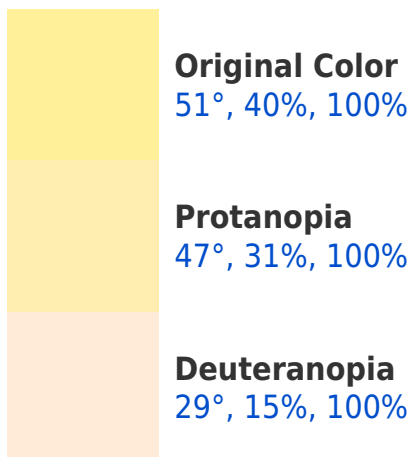 Original Color
51°, 40%, 100%
Protanopia
47°, 31%, 100%
Deuteranopia
29°, 15%, 100%